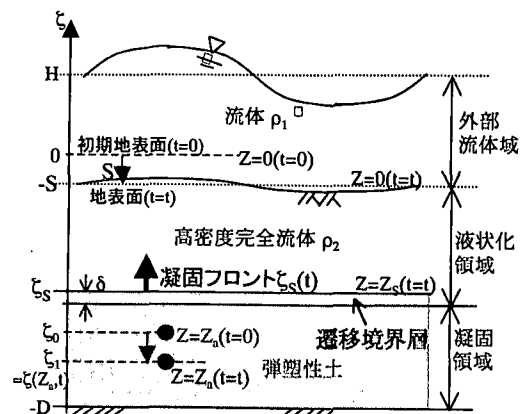 ζ
H
流体 ρ1
外部
流体域
初期地表面(t=0)
0
Z=0(t=0)
S
-S
Z=0(t=t)
地表面(t=t)
高密度完全流体 ρ2
液状化
領域
凝固フロントζS(t)
Z=ZS(t=t)
ζS
δ
遷移境界層
ζ0
Z=Za(t=0)
ζ1
=ζ(Za,t)
Z=Za(t=t)
弾塑性土
凝固
領域
-D